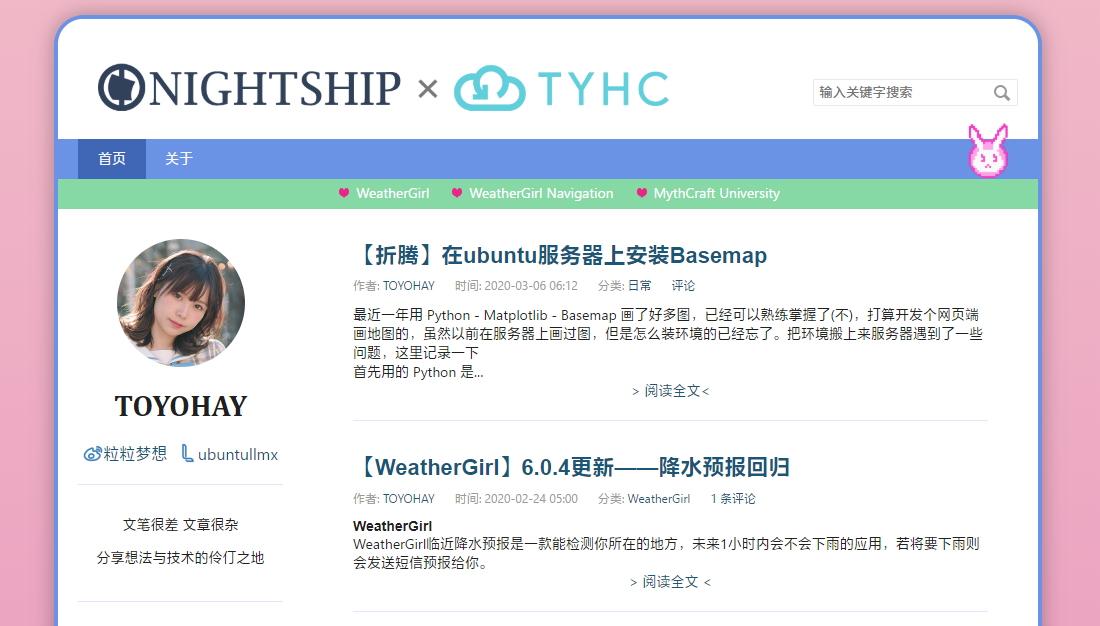 NIGHTSHIP × TYHC
输入关键字搜索
首页 关于
WeatherGirl WeatherGirl Navigation MythCraft University
TOYOHAY
粒粒梦想 ubuntullmx
文笔很差 文章很杂
分享想法与技术的伶仃之地
【折腾】在ubuntu服务器上安装Basemap
作者: TOYOHAY 时间: 2020-03-06 06:12 分类: 日常 评论
最近一年用 Python - Matplotlib - Basemap 画了好多图，已经可以熟练掌握了(不)，打算开发个网页端
画地图的，虽然以前在服务器上画过图，但是怎么装环境的已经忘了。把环境搬上来服务器遇到了一些
问题，这里记录一下
首先用的 Python 是...
> 阅读全文<
【WeatherGirl】6.0.4更新——降水预报回归
作者: TOYOHAY 时间: 2020-02-24 05:00 分类: WeatherGirl 1 条评论
WeatherGirl
WeatherGirl临近降水预报是一款能检测你所在的地方，未来1小时内会不会下雨的应用，若将要下雨则
会发送短信预报给你。
> 阅读全文 <